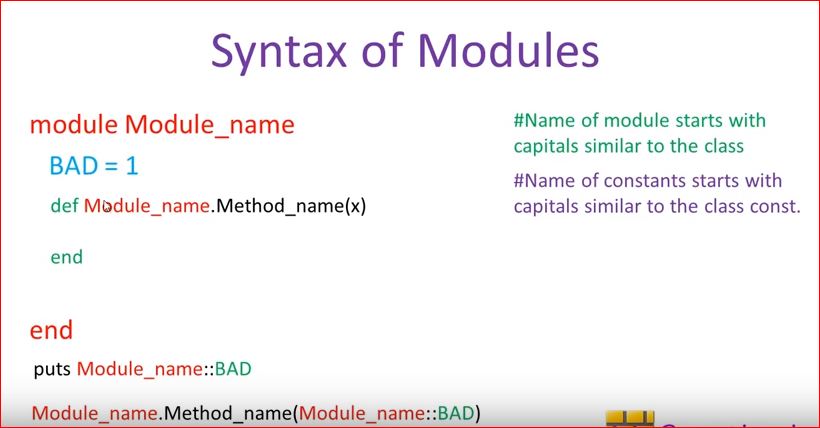 Syntax of Modules
module Module_name
BAD = 1
def Module_name.Method_name(x)
end
end
puts Module_name::BAD
Module_name.Method_name(Module_name::BAD)
#Name of module starts with
capitals similar to the class
#Name of constants starts with
capitals similar to the class const.